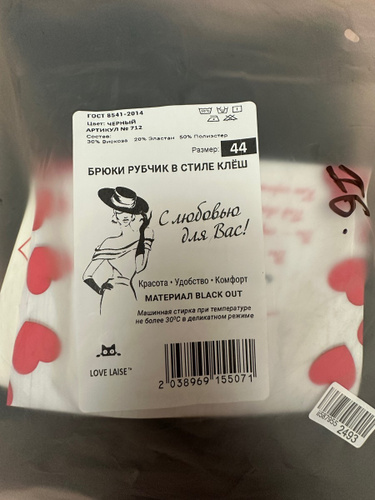 ГОСТ 8541-2014
Цвет: ЧЕРНЫЙ
АРТИКУЛ № 712
Состав:
30% Вискоза 20% Эластан 50% Полиэстер
Размер: 44
БРЮКИ РУБЧИК В СТИЛЕ КЛЁШ
С любовью
для Вас!
Красота • Удобство • Комфорт
МАТЕРИАЛ BLACK OUT
Машинная стирка при температуре
не более 30⁰С в деликатном режиме
LOVE LAISE™
2 038969 155071
2493